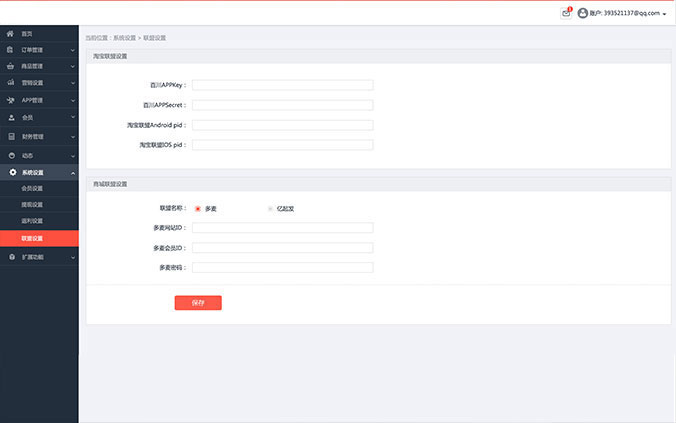 1
账户: 393521137@qq.com
首页
订单管理
商品管理
营销设置
APP管理
会员
财务管理
动态
系统设置
会员设置
提现设置
返利设置
联盟设置
扩展功能
当前位置：系统设置 > 联盟设置
淘宝联盟设置
百川APPKey：
百川APPSecret：
淘宝联盟Android pid：
淘宝联盟IOS pid：
商城联盟设置
联盟名称： 多麦 亿起发
多麦网站ID：
多麦会员ID：
多麦密码：
保存